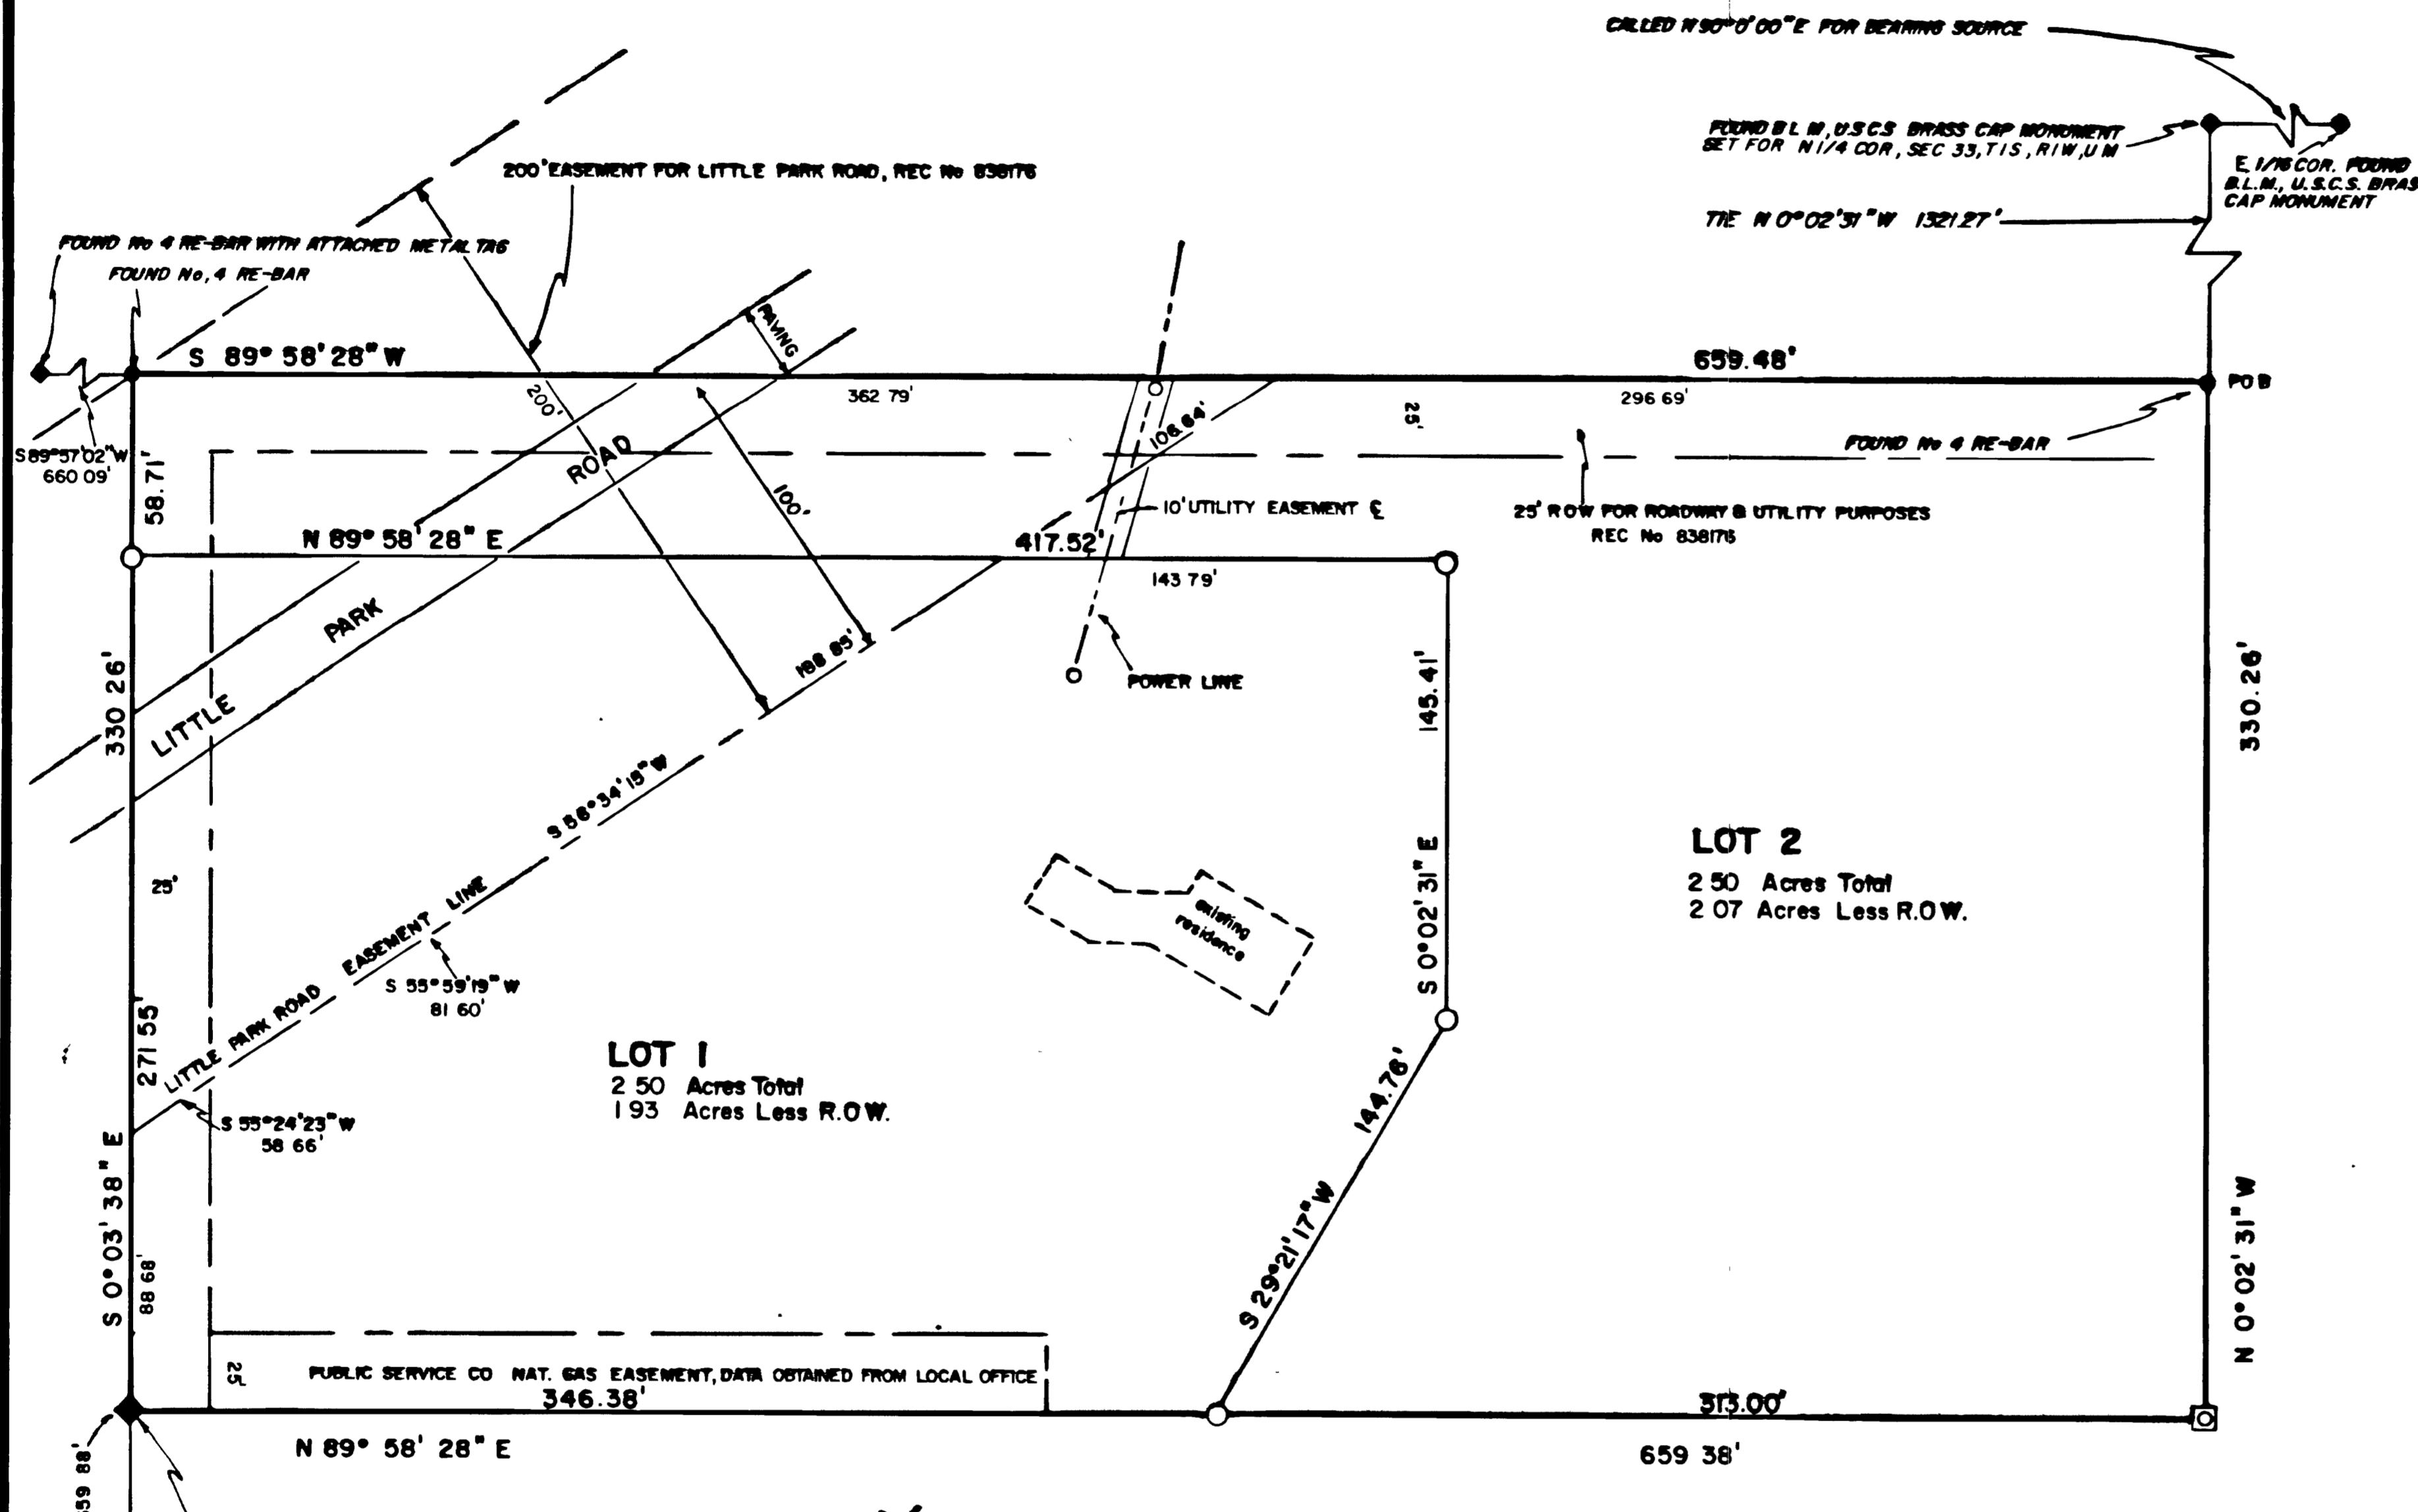 CALLED N 90°0'00"E FOR BEARING SOURCE
FOUND B L M, U.S.C.S BRASS CAP MONUMENT
SET FOR N 1/4 COR, SEC 33, T1S, R1W, U M
E 1/16 COR. FOUND
B.L.M., U.S.C.S. BRAS
CAP MONUMENT
TIE N 0°02'31"W 1321.27'
200' EASEMENT FOR LITTLE PARK ROAD, REC No 838176
FOUND No 4 RE-BAR WITH ATTACHED METAL TAG
FOUND No, 4 RE-BAR
PAVING
S 89° 58' 28" W
659.48'
362 79'
296 69'
P O B
200'
106.64'
25'
FOUND No 4 RE-BAR
S 89°57'02"W
660 09'
58.71'
ROAD
100'
10' UTILITY EASEMENT ℄
25' R O W FOR ROADWAY & UTILITY PURPOSES
REC No 838175
N 89° 58' 28" E
417.52'
143 79'
PARK
LITTLE
330 26'
188 85'
POWER LINE
145.41'
330.26'
S 56°34'15"W
25'
LOT 2
2 50 Acres Total
2 07 Acres Less R.O W.
existing
residence
S 0°02' 31" E
LITTLE PARK ROAD EASEMENT LINE
S 55°59'19"W
81 60'
271 55'
LOT 1
2 50 Acres Total
1 93 Acres Less R.O W.
S 55°24'23"W
58 66'
144.76'
S 29°21'17"W
S 0° 03' 38" E
88 68'
N 0° 02' 31" W
25'
PUBLIC SERVICE CO NAT. GAS EASEMENT, DATA OBTAINED FROM LOCAL OFFICE
346.38'
313.00'
N 89° 58' 28" E
659 38'
59 88'